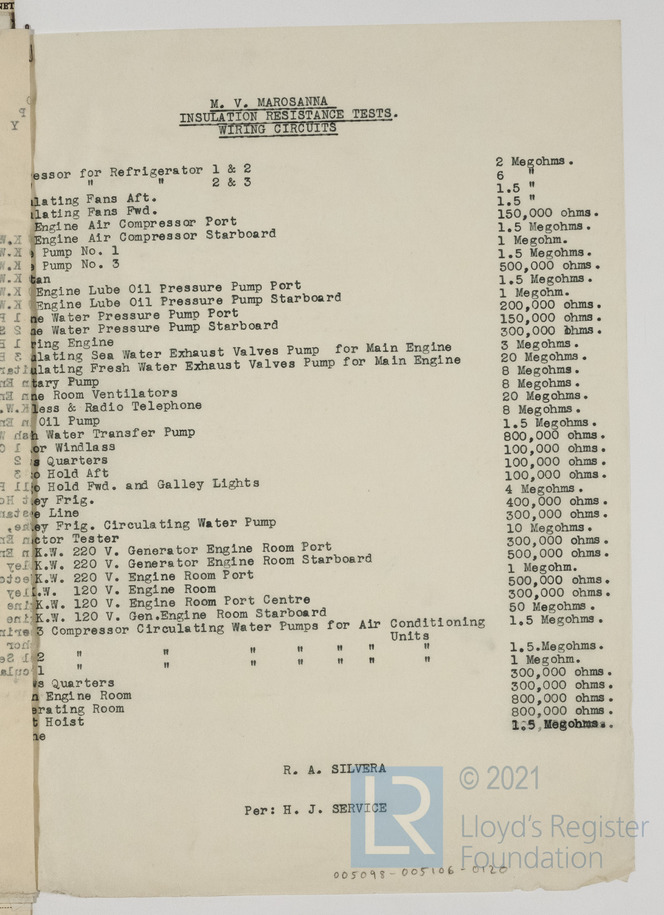 M. V. MAROSANNA
INSULATION RESISTANCE TESTS.
WIRING CIRCUITS
essor for Refrigerator 1 & 2 2 Megohms.
" " 2 & 3 6 "
lating Fans Aft. 1.5 "
lating Fans Fwd. 1.5 "
Engine Air Compressor Port 150,000 ohms.
Engine Air Compressor Starboard 1.5 Megohms.
Pump No. 1 1 Megohm.
Pump No. 3 1.5 Megohms.
tan 500,000 ohms.
Engine Lube Oil Pressure Pump Port 1.5 Megohms.
Engine Lube Oil Pressure Pump Starboard 1 Megohm.
ne Water Pressure Pump Port 200,000 ohms.
ne Water Pressure Pump Starboard 150,000 ohms.
ring Engine 300,000 ohms.
lating Sea Water Exhaust Valves Pump for Main Engine 3 Megohms.
lating Fresh Water Exhaust Valves Pump for Main Engine 20 Megohms.
tary Pump 8 Megohms.
ne Room Ventilators 8 Megohms.
less & Radio Telephone 20 Megohms.
Oil Pump 8 Megohms.
h Water Transfer Pump 1.5 Megohms.
or Windlass 800,000 ohms.
s Quarters 100,000 ohms.
o Hold Aft 100,000 ohms.
o Hold Fwd. and Galley Lights 100,000 ohms.
ey Frig. 4 Megohms.
e Line 400,000 ohms.
ey Frig. Circulating Water Pump 300,000 ohms.
ctor Tester 10 Megohms.
K.W. 220 V. Generator Engine Room Port 300,000 ohms.
K.W. 220 V. Generator Engine Room Starboard 500,000 ohms.
K.W. 220 V. Engine Room Port 1 Megohm.
.W. 120 V. Engine Room 500,000 ohms.
K.W. 120 V. Engine Room Port Centre 300,000 ohms.
K.W. 120 V. Gen.Engine Room Starboard 50 Megohms.
3 Compressor Circulating Water Pumps for Air Conditioning 1.5 Megohms.
Units
2 " " " " " " 1.5.Megohms.
1 " " " " " " 1 Megohm.
s Quarters 300,000 ohms.
n Engine Room 300,000 ohms.
erating Room 800,000 ohms.
t Hoist 800,000 ohms.
ne 1.5 Megohms.
R. A. SILVERA
Per: H. J. SERVICE
LR © 2021
Lloyd's Register
Foundation
005098-005106-0120